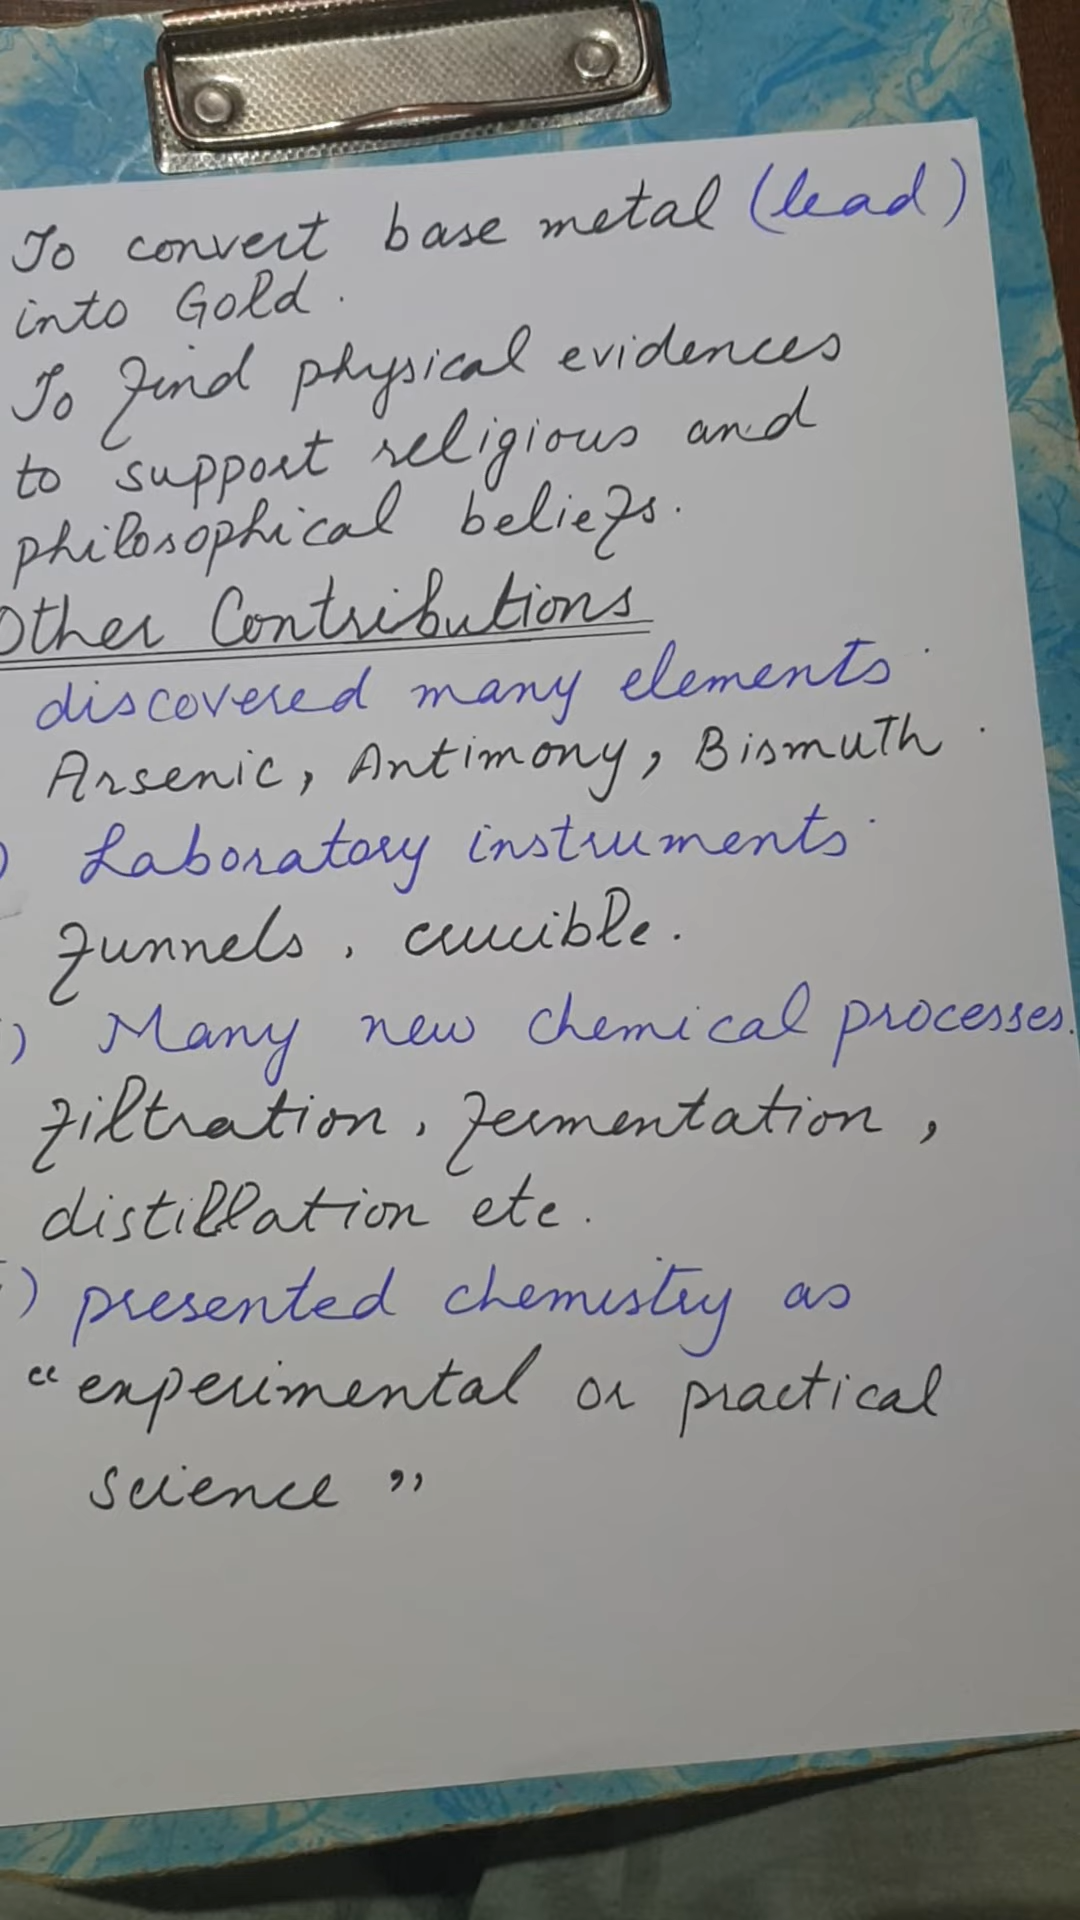 To convert base metal (lead)
into Gold.
To find physical evidences
to support religious and
philosophical beliefs.
Other Contributions
discovered many elements
Arsenic, Antimony, Bismuth.
) Laboratory instruments
funnels, crucible.
) Many new chemical processes.
filtration, fermentation,
distillation etc.
) presented chemistry as
“experimental or practical
science”